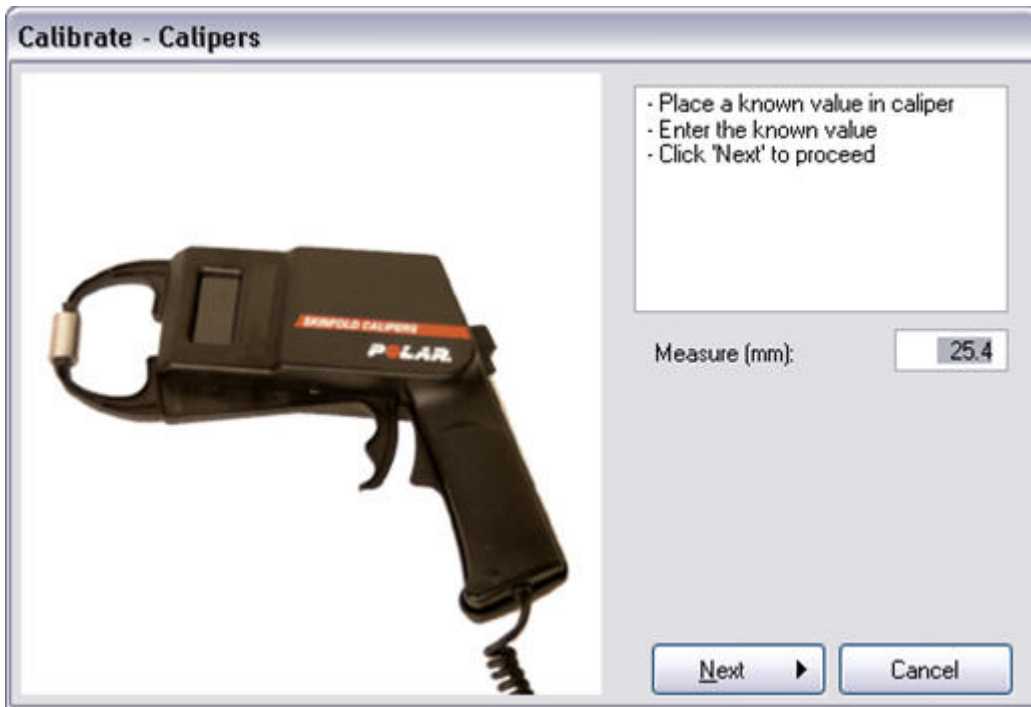 Calibrate - Calipers
- Place a known value in caliper
- Enter the known value
- Click 'Next' to proceed
SKINFOLD CALIPERS
POLAR
Measure (mm):
25.4
Next
Cancel